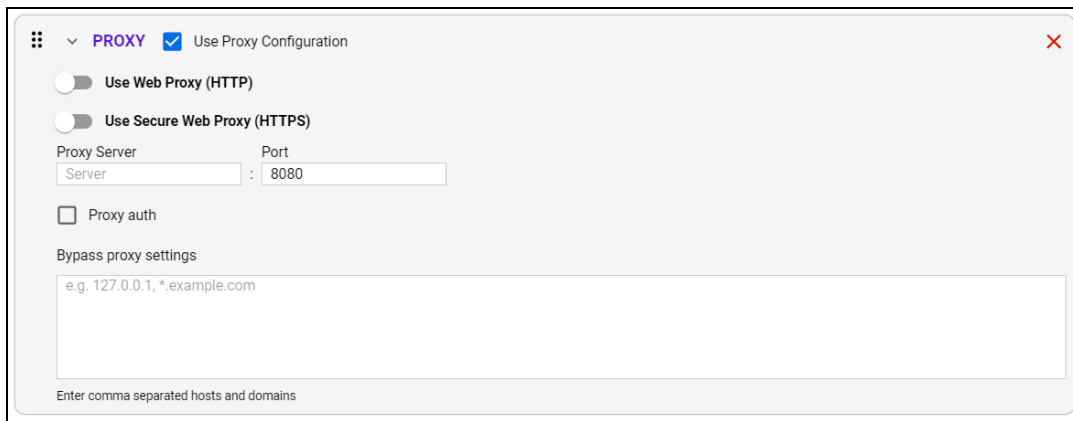 PROXY Use Proxy Configuration
Use Web Proxy (HTTP)
Use Secure Web Proxy (HTTPS)
Proxy Server Port
Server : 8080
Proxy auth
Bypass proxy settings
e.g. 127.0.0.1, *.example.com
Enter comma separated hosts and domains